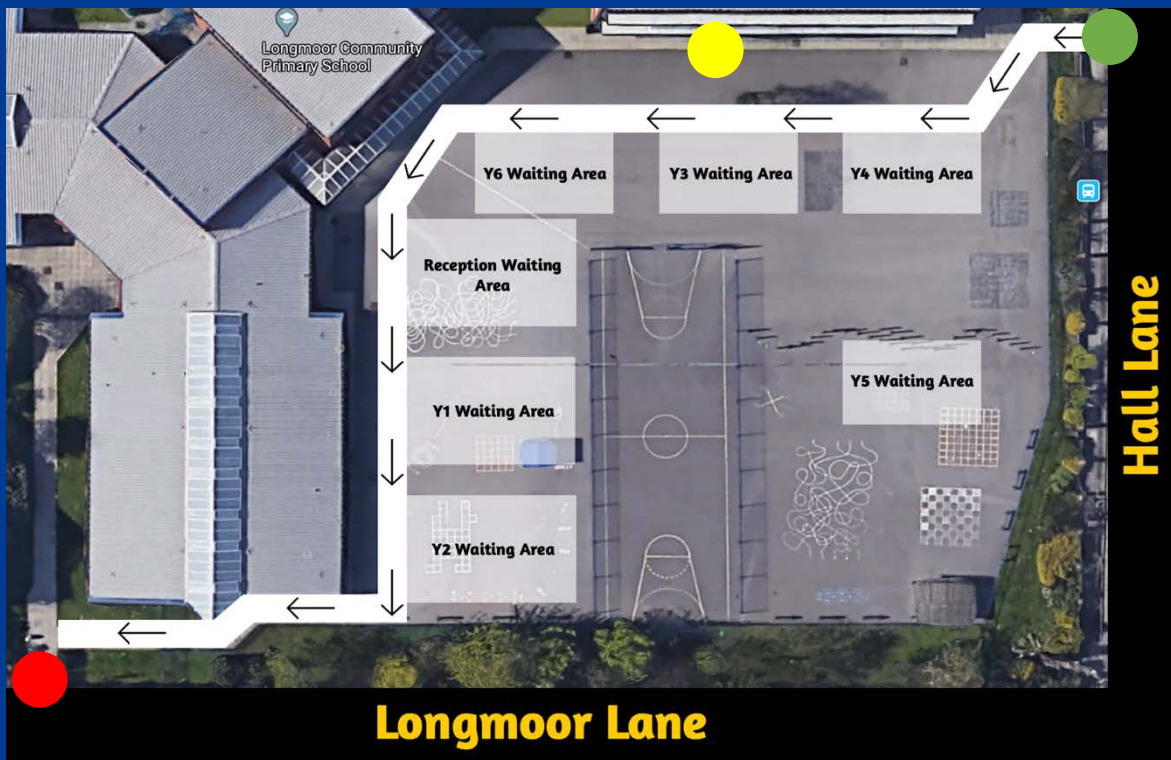 Longmoor Community
Primary School
Y6 Waiting Area
Y3 Waiting Area
Y4 Waiting Area
Reception Waiting
Area
Y5 Waiting Area
Y1 Waiting Area
Y2 Waiting Area
Hall Lane
Longmoor Lane